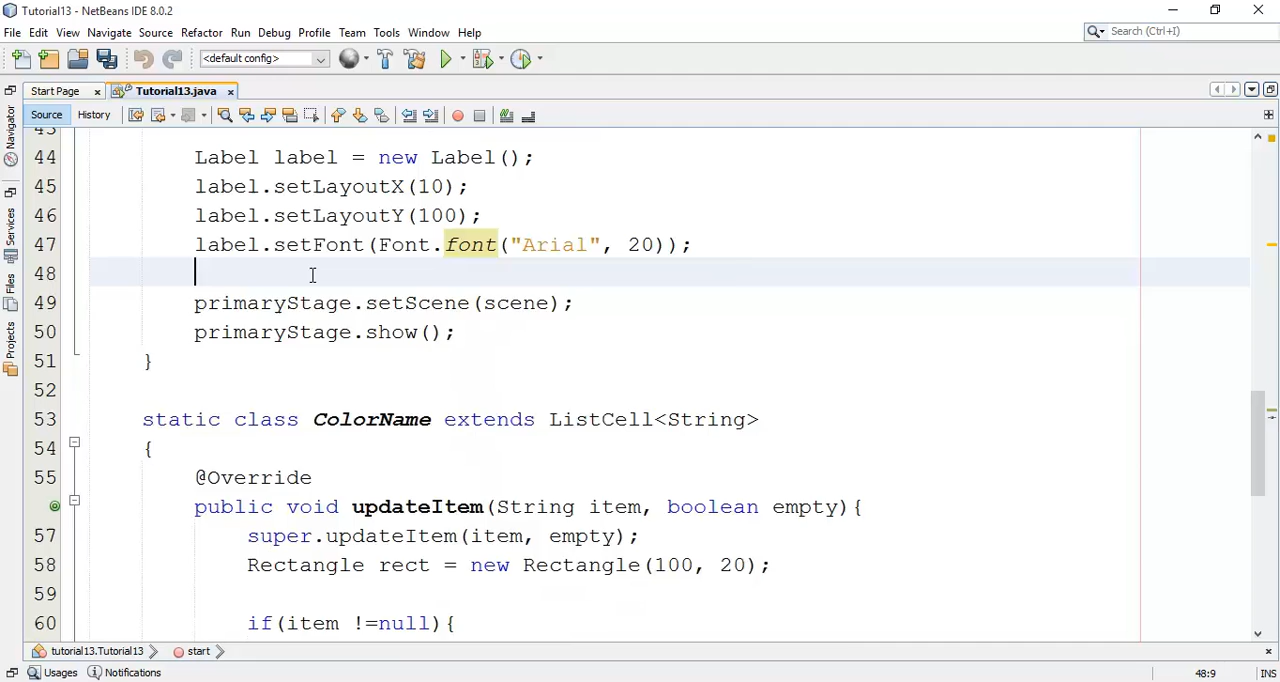 Tutorial13 - NetBeans IDE 8.0.2
File Edit View Navigate Source Refactor Run Debug Profile Team Tools Window Help
Search (Ctrl+I)
<default config>
Start Page Tutorial13.java
Source History
Navigator
Services
Files
Projects
43
44 Label label = new Label();
45 label.setLayoutX(10);
46 label.setLayoutY(100);
47 label.setFont(Font.font("Arial", 20));
48
49 primaryStage.setScene(scene);
50 primaryStage.show();
51 }
52
53 static class ColorName extends ListCell<String>
54 {
55 @Override
public void updateItem(String item, boolean empty){
57 super.updateItem(item, empty);
58 Rectangle rect = new Rectangle(100, 20);
59
60 if(item !=null){
tutorial13.Tutorial13 start
Usages Notifications 48:9 INS